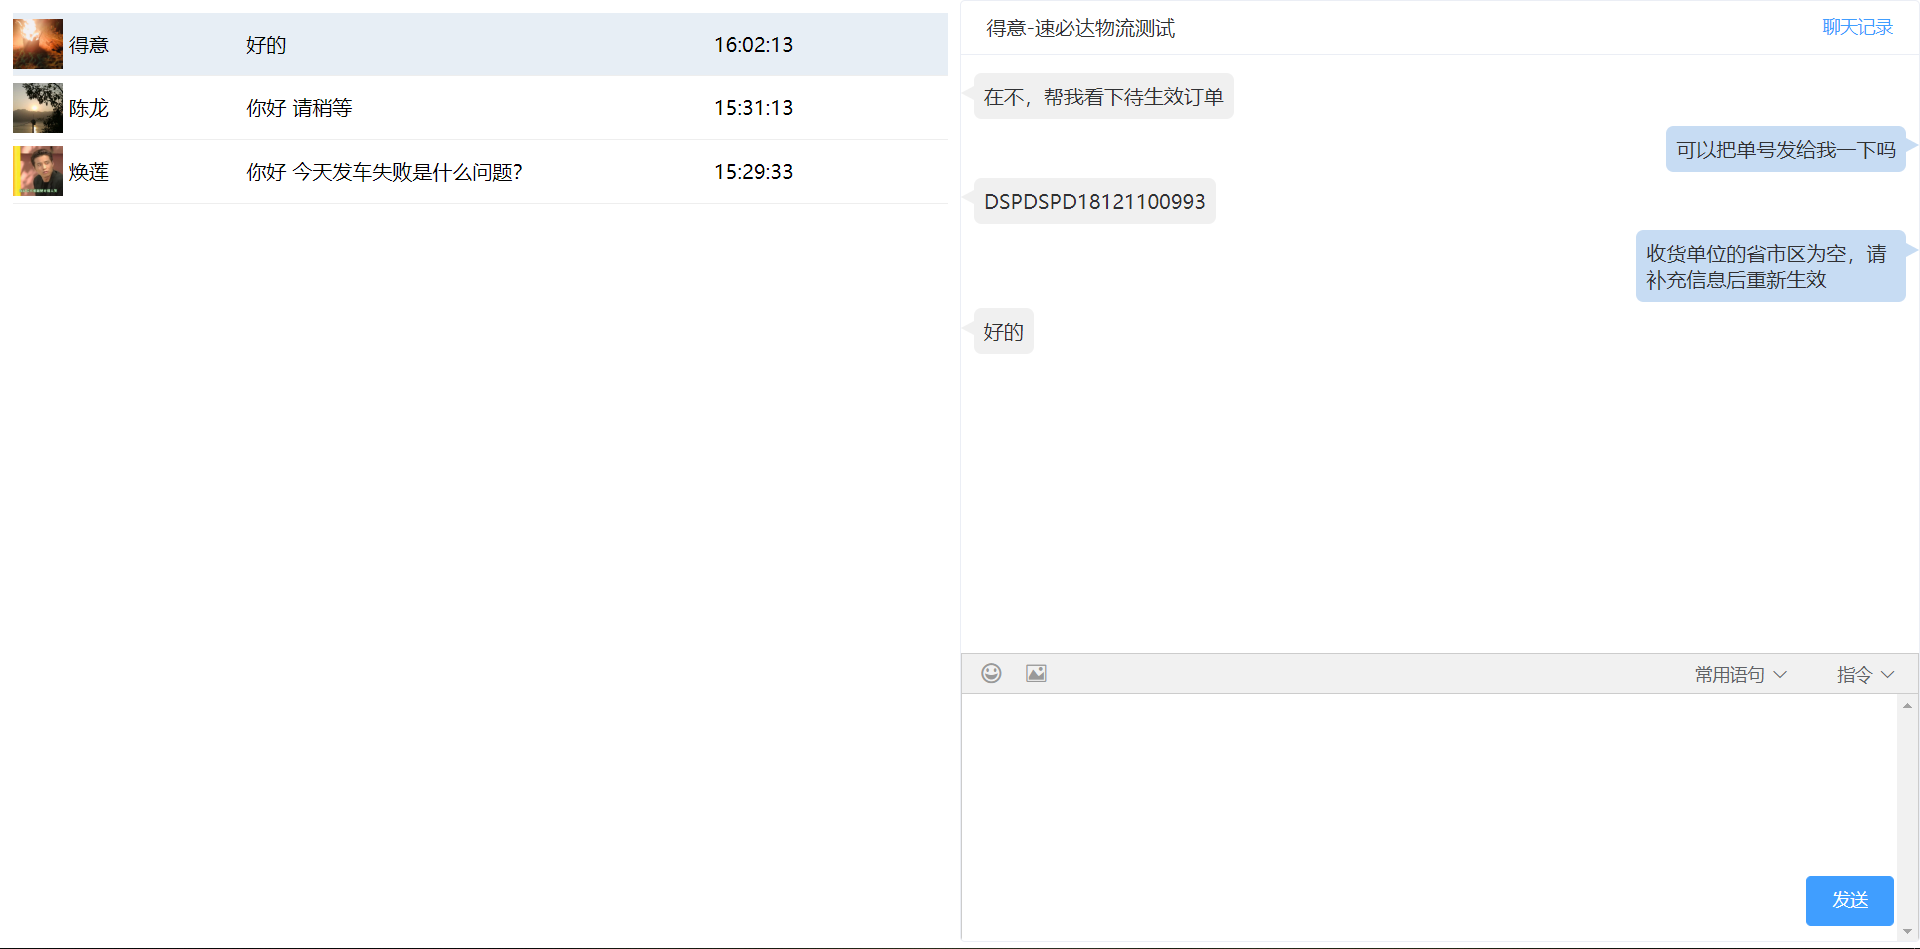 得意 好的 16:02:13
陈龙 你好 请稍等 15:31:13
焕莲 你好 今天发车失败是什么问题? 15:29:33
得意-速必达物流测试 聊天记录
在不，帮我看下待生效订单
可以把单号发给我一下吗
DSPDSPD18121100993
收货单位的省市区为空，请
补充信息后重新生效
好的
常用语句 指令
发送